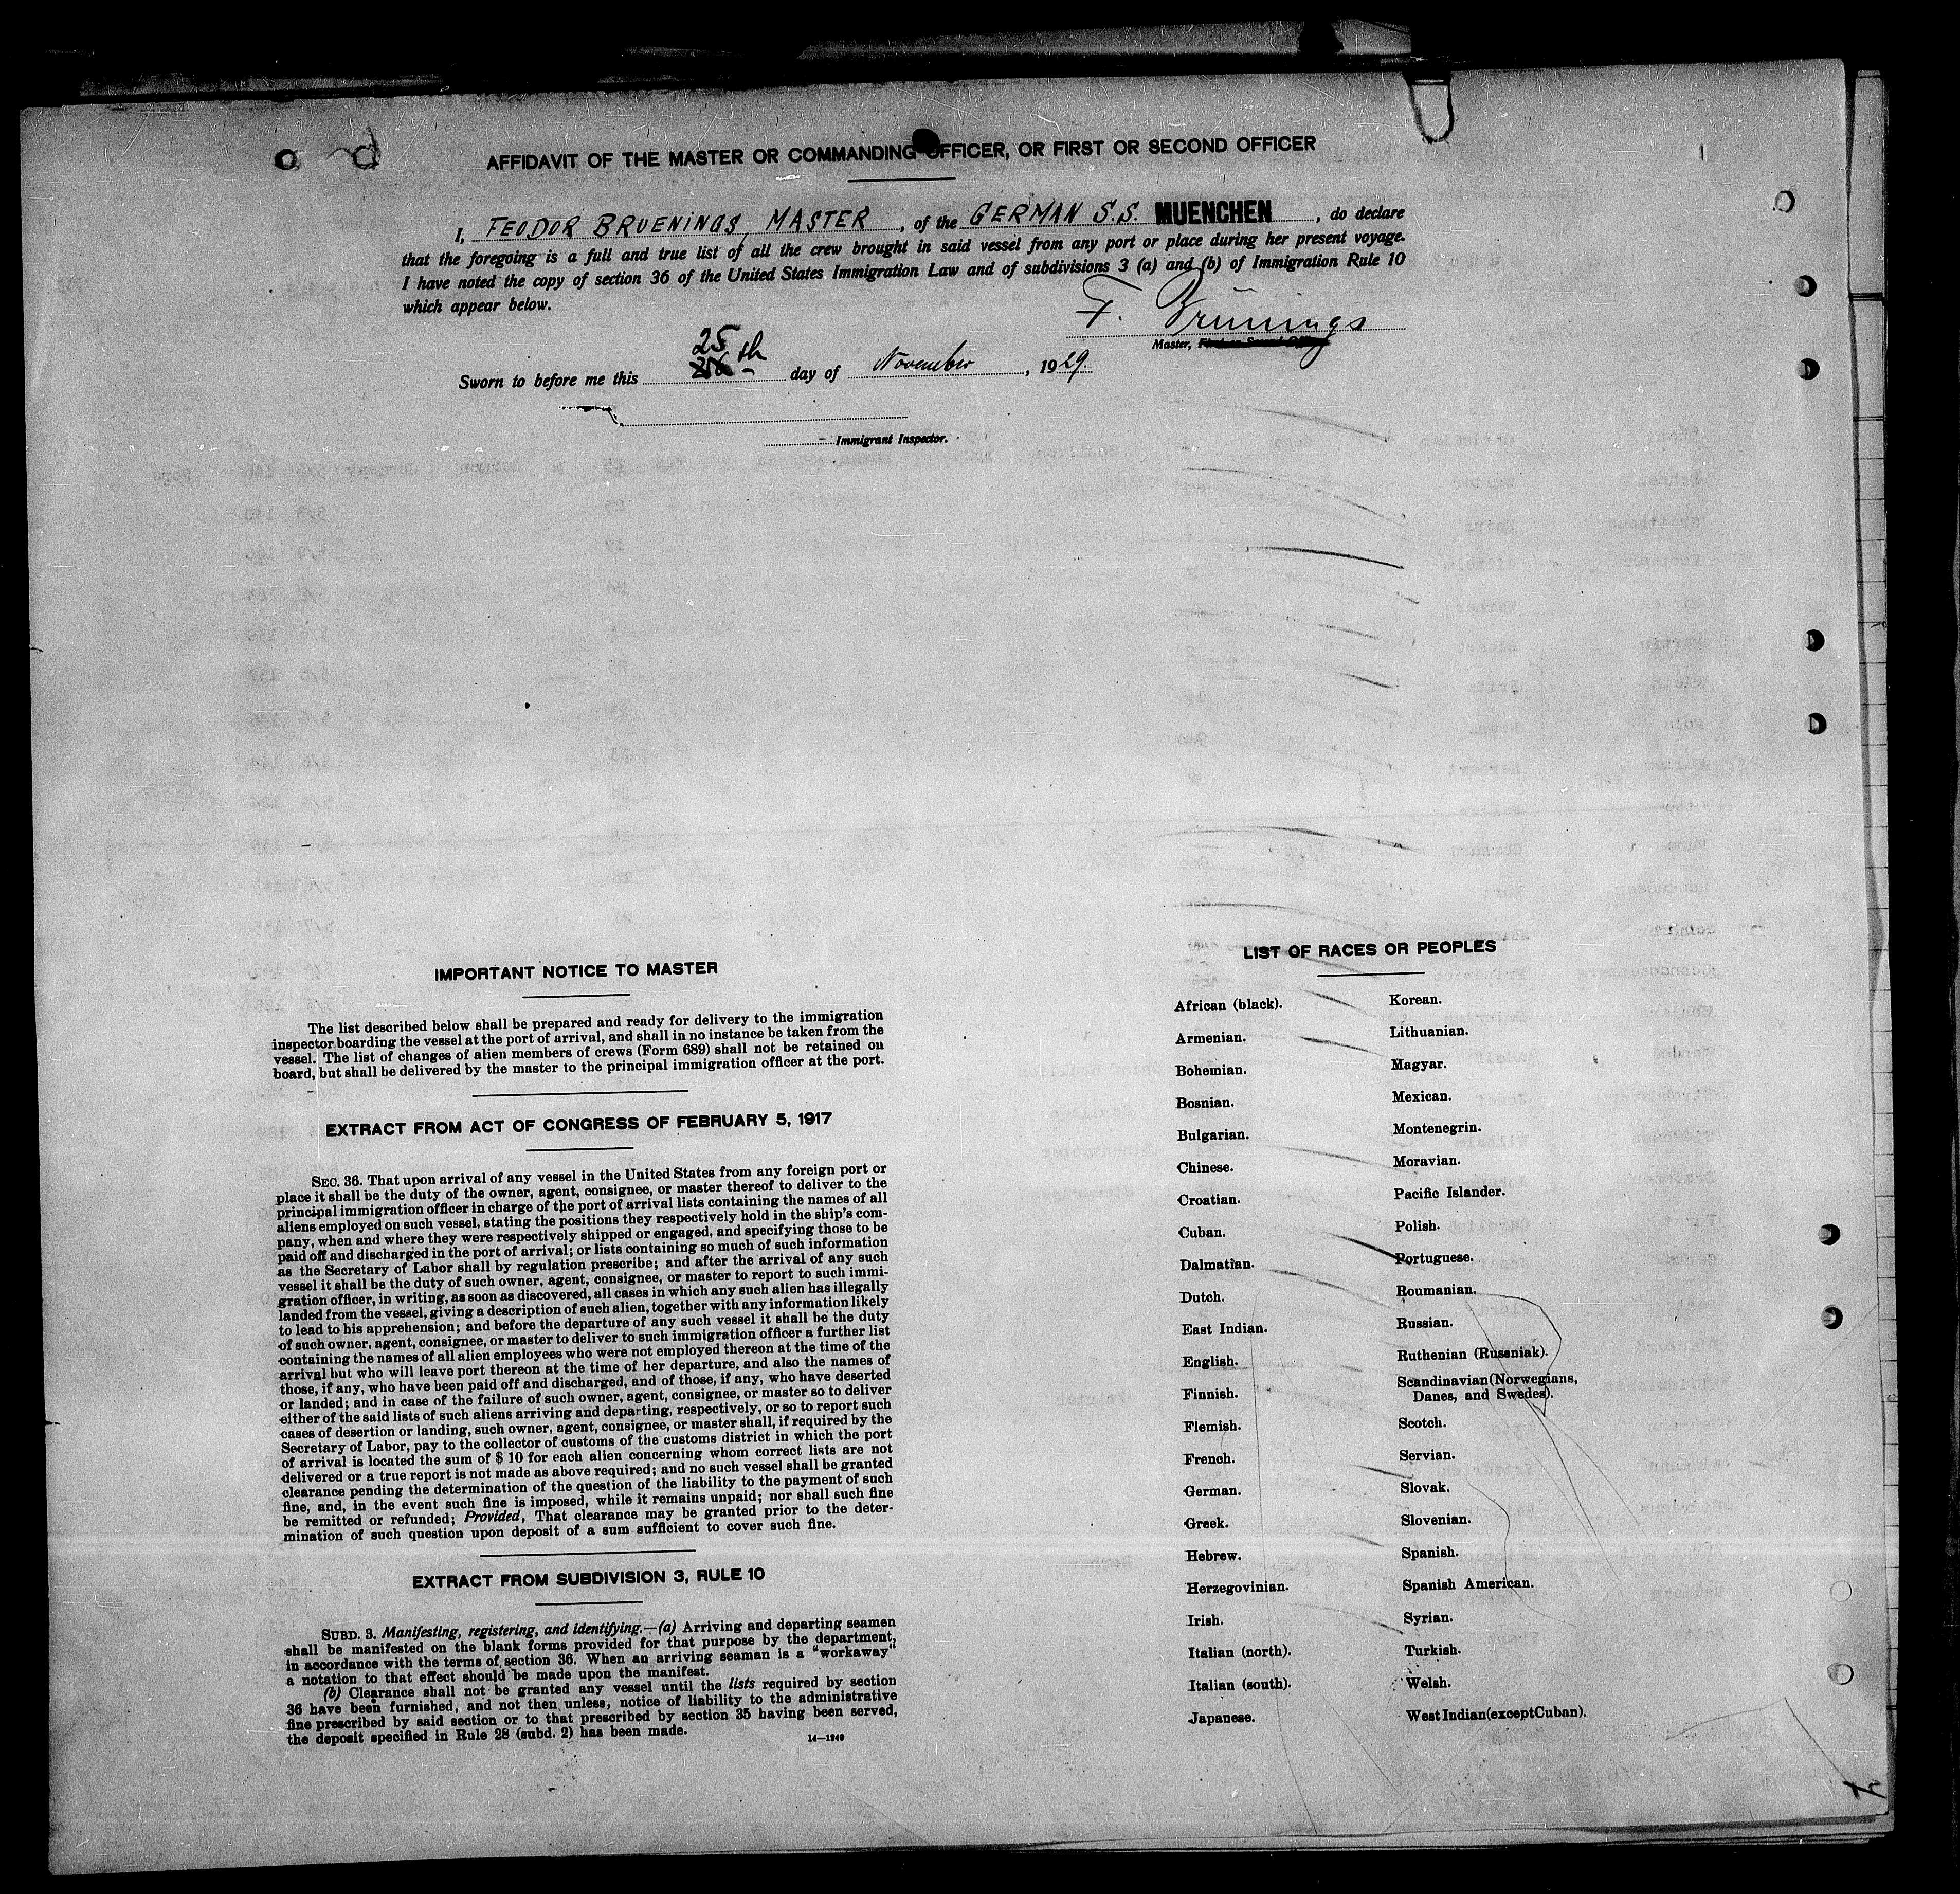 AFFIDAVIT OF THE MASTER OR COMMANDING OFFICER, OR FIRST OR SECOND OFFICER
I, FEODOR BRUENINGS, MASTER, of the GERMAN S.S. MUENCHEN, do declare
that the foregoing is a full and true list of all the crew brought in said vessel from any port or place during her present voyage.
I have noted the copy of section 36 of the United States Immigration Law and of subdivisions 3 (a) and (b) of Immigration Rule 10
which appear below.
F. Brünings
Master, First or Second Officer
25
th
Sworn to before me this day of November, 1929.
Immigrant Inspector.
IMPORTANT NOTICE TO MASTER
The list described below shall be prepared and ready for delivery to the immigration
inspector boarding the vessel at the port of arrival, and shall in no instance be taken from the
vessel. The list of changes of alien members of crews (Form 689) shall not be retained on
board, but shall be delivered by the master to the principal immigration officer at the port.
EXTRACT FROM ACT OF CONGRESS OF FEBRUARY 5, 1917
SEC. 36. That upon arrival of any vessel in the United States from any foreign port or
place it shall be the duty of the owner, agent, consignee, or master thereof to deliver to the
principal immigration officer in charge of the port of arrival lists containing the names of all
aliens employed on such vessel, stating the positions they respectively hold in the ship's com-
pany, when and where they were respectively shipped or engaged, and specifying those to be
paid off and discharged in the port of arrival; or lists containing so much of such information
as the Secretary of Labor shall by regulation prescribe; and after the arrival of any such
vessel it shall be the duty of such owner, agent, consignee, or master to report to such immi-
gration officer, in writing, as soon as discovered, all cases in which any such alien has illegally
landed from the vessel, giving a description of such alien, together with any information likely
to lead to his apprehension; and before the departure of any such vessel it shall be the duty
of such owner, agent, consignee, or master to deliver to such immigration officer a further list
containing the names of all alien employees who were not employed thereon at the time of the
arrival but who will leave port thereon at the time of her departure, and also the names of
those, if any, who have been paid off and discharged, and of those, if any, who have deserted
or landed; and in case of the failure of such owner, agent, consignee, or master so to deliver
either of the said lists of such aliens arriving and departing, respectively, or so to report such
cases of desertion or landing, such owner, agent, consignee, or master shall, if required by the
Secretary of Labor, pay to the collector of customs of the customs district in which the port
of arrival is located the sum of $ 10 for each alien concerning whom correct lists are not
delivered or a true report is not made as above required; and no such vessel shall be granted
clearance pending the determination of the question of the liability to the payment of such
fine, and, in the event such fine is imposed, while it remains unpaid; nor shall such fine
be remitted or refunded; Provided, That clearance may be granted prior to the deter-
mination of such question upon deposit of a sum sufficient to cover such fine.
EXTRACT FROM SUBDIVISION 3, RULE 10
SUBD. 3. Manifesting, registering, and identifying.—(a) Arriving and departing seamen
shall be manifested on the blank forms provided for that purpose by the department,
in accordance with the terms of section 36. When an arriving seaman is a "workaway"
a notation to that effect should be made upon the manifest.
(b) Clearance shall not be granted any vessel until the lists required by section
36 have been furnished, and not then unless, notice of liability to the administrative
fine prescribed by said section or to that prescribed by section 35 having been served,
the deposit specified in Rule 28 (subd. 2) has been made.
14—1240
LIST OF RACES OR PEOPLES
African (black).
Armenian.
Bohemian.
Bosnian.
Bulgarian.
Chinese.
Croatian.
Cuban.
Dalmatian.
Dutch.
East Indian.
English.
Finnish.
Flemish.
French.
German.
Greek.
Hebrew.
Herzegovinian.
Irish.
Italian (north).
Italian (south).
Japanese.
Korean.
Lithuanian.
Magyar.
Mexican.
Montenegrin.
Moravian.
Pacific Islander.
Polish.
Portuguese.
Roumanian.
Russian.
Ruthenian (Russniak).
Scandinavian (Norwegians,
Danes, and Swedes).
Scotch.
Servian.
Slovak.
Slovenian.
Spanish.
Spanish American.
Syrian.
Turkish.
Welsh.
West Indian (except Cuban).